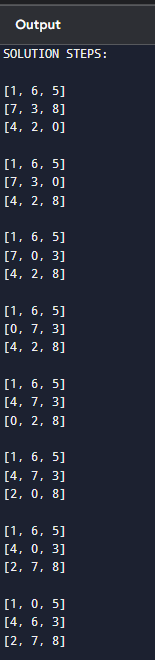 Output
SOLUTION STEPS:
[1, 6, 5]
[7, 3, 8]
[4, 2, 0]
[1, 6, 5]
[7, 3, 0]
[4, 2, 8]
[1, 6, 5]
[7, 0, 3]
[4, 2, 8]
[1, 6, 5]
[0, 7, 3]
[4, 2, 8]
[1, 6, 5]
[4, 7, 3]
[0, 2, 8]
[1, 6, 5]
[4, 7, 3]
[2, 0, 8]
[1, 6, 5]
[4, 0, 3]
[2, 7, 8]
[1, 0, 5]
[4, 6, 3]
[2, 7, 8]